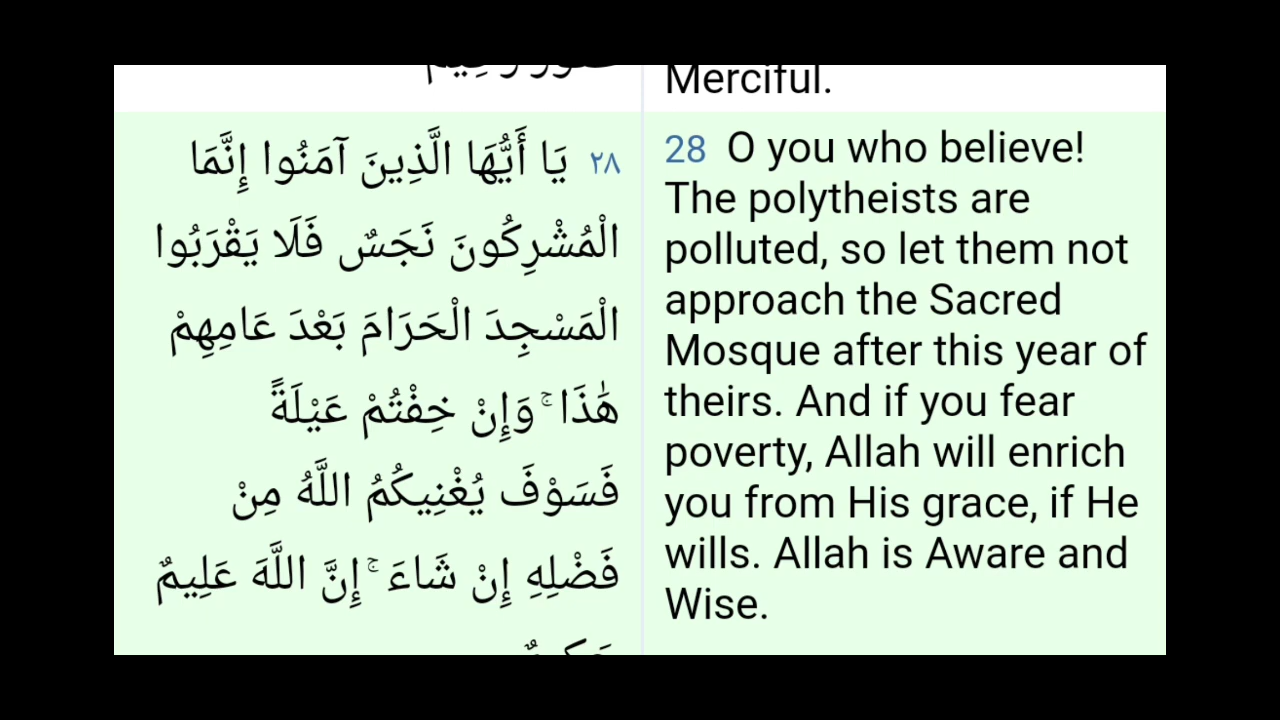 يَا أَيُّهَا الَّذِينَ آمَنُوا إِنَّمَا ٢٨
الْمُشْرِكُونَ نَجَسٌ فَلَا يَقْرَبُوا
الْمَسْجِدَ الْحَرَامَ بَعْدَ عَامِهِمْ
هَٰذَا ۚ وَإِنْ خِفْتُمْ عَيْلَةً
فَسَوْفَ يُغْنِيكُمُ اللَّهُ مِنْ
فَضْلِهِ إِنْ شَاءَ ۚ إِنَّ اللَّهَ عَلِيمٌ
Merciful.
28 O you who believe!
The polytheists are
polluted, so let them not
approach the Sacred
Mosque after this year of
theirs. And if you fear
poverty, Allah will enrich
you from His grace, if He
wills. Allah is Aware and
Wise.